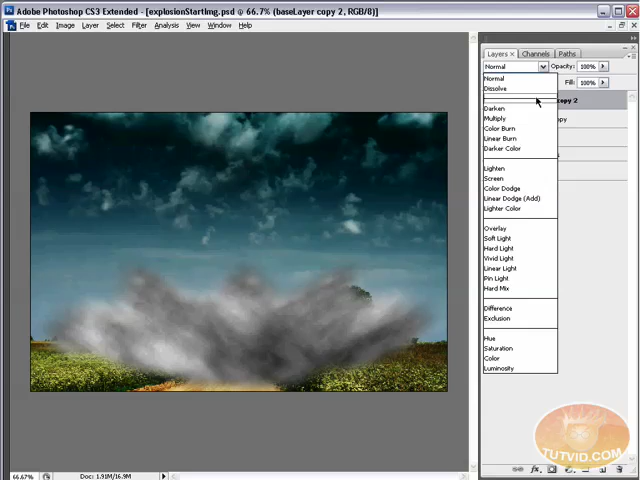 Adobe Photoshop CS3 Extended - [explosionStartImg.psd @ 66.7% (baseLayer copy 2, RGB/8)]
File Edit Image Layer Select Filter Analysis View Window Help
Layers Channels Paths
Normal Opacity: 100%
Fill: 100%
Normal
Dissolve
copy 2
Darken
Multiply
Color Burn
Linear Burn
Darker Color
Lighten
Screen
Color Dodge
Linear Dodge (Add)
Lighter Color
Overlay
Soft Light
Hard Light
Vivid Light
Linear Light
Pin Light
Hard Mix
Difference
Exclusion
Hue
Saturation
Color
Luminosity
TUTVID.COM
66.67% Doc: 1.91M/16.9M